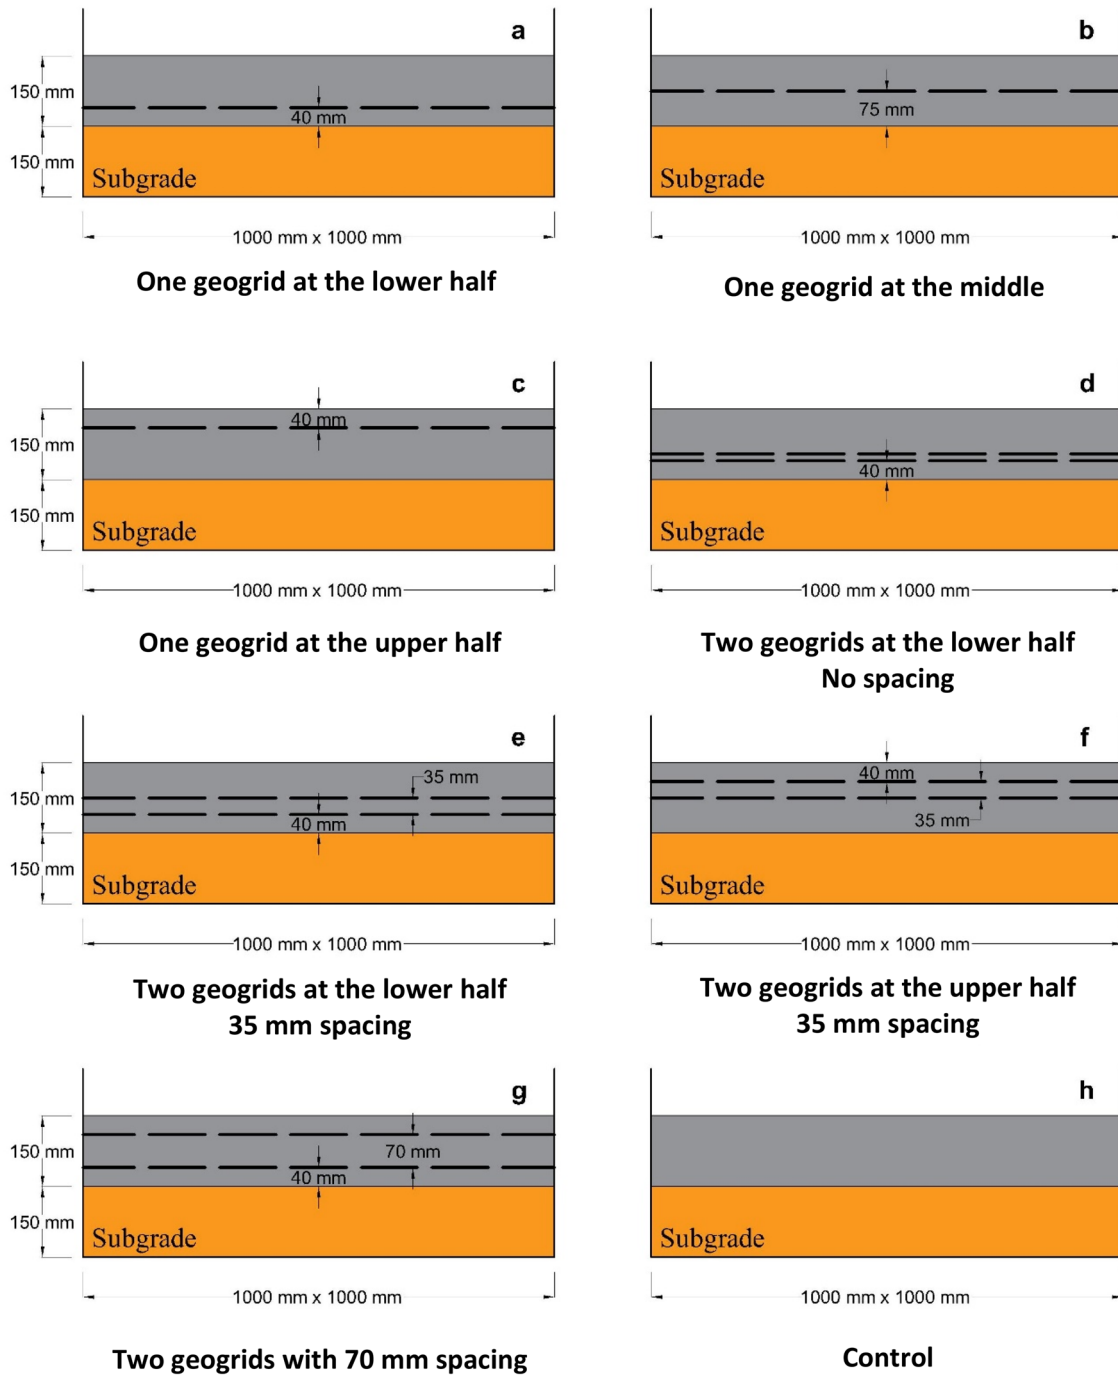 a
150 mm
40 mm
150 mm
Subgrade
1000 mm x 1000 mm
One geogrid at the lower half
b
75 mm
Subgrade
1000 mm x 1000 mm
One geogrid at the middle
c
40 mm
150 mm
150 mm
Subgrade
1000 mm x 1000 mm
One geogrid at the upper half
d
40 mm
Subgrade
1000 mm x 1000 mm
Two geogrids at the lower half
No spacing
e
35 mm
150 mm
40 mm
150 mm
Subgrade
1000 mm x 1000 mm
Two geogrids at the lower half
35 mm spacing
f
40 mm
35 mm
Subgrade
1000 mm x 1000 mm
Two geogrids at the upper half
35 mm spacing
g
150 mm
70 mm
40 mm
150 mm
Subgrade
1000 mm x 1000 mm
Two geogrids with 70 mm spacing
h
Subgrade
1000 mm x 1000 mm
Control